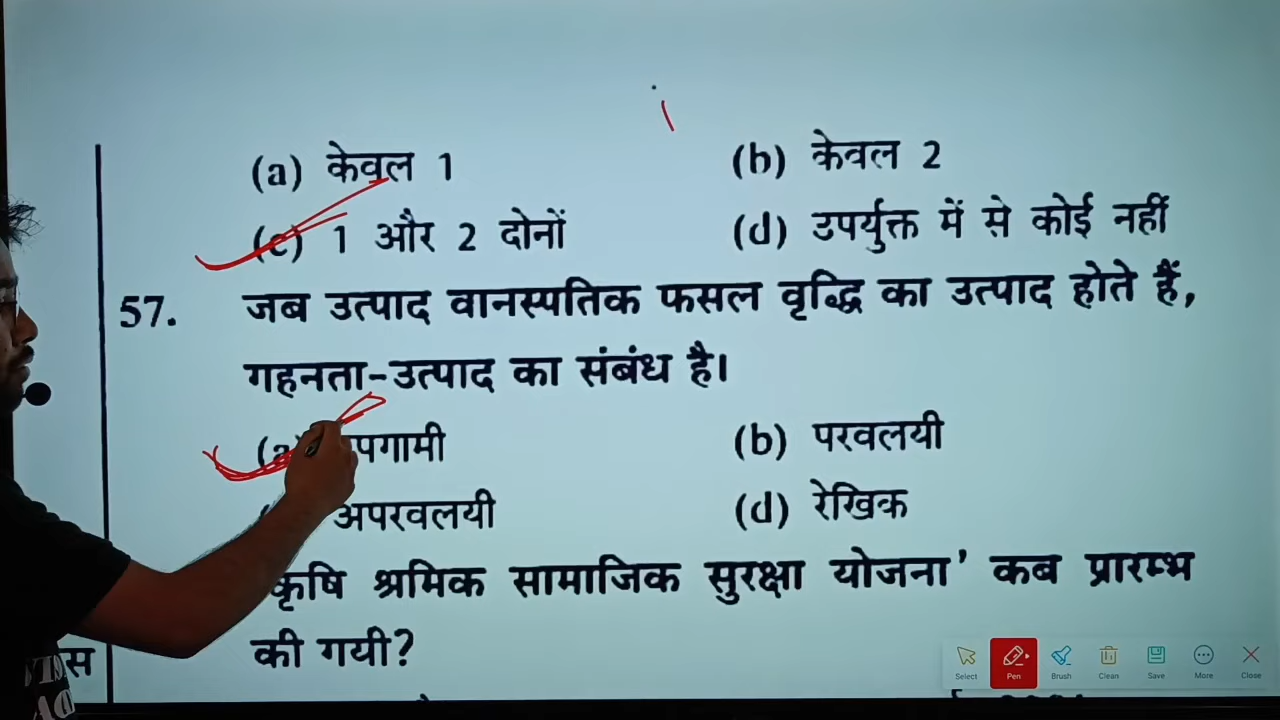 (a) केवल 1 (b) केवल 2
(c) 1 और 2 दोनों (d) उपर्युक्त में से कोई नहीं
57. जब उत्पाद वानस्पतिक फसल वृद्धि का उत्पाद होते हैं,
गहनता-उत्पाद का संबंध है।
(a) (b) परवलयी
अपरवलयी (d) रेखिक
कृषि श्रमिक सामाजिक सुरक्षा योजना' कब प्रारम्भ
की गयी?
Select Pen Brush Clean Save More Close